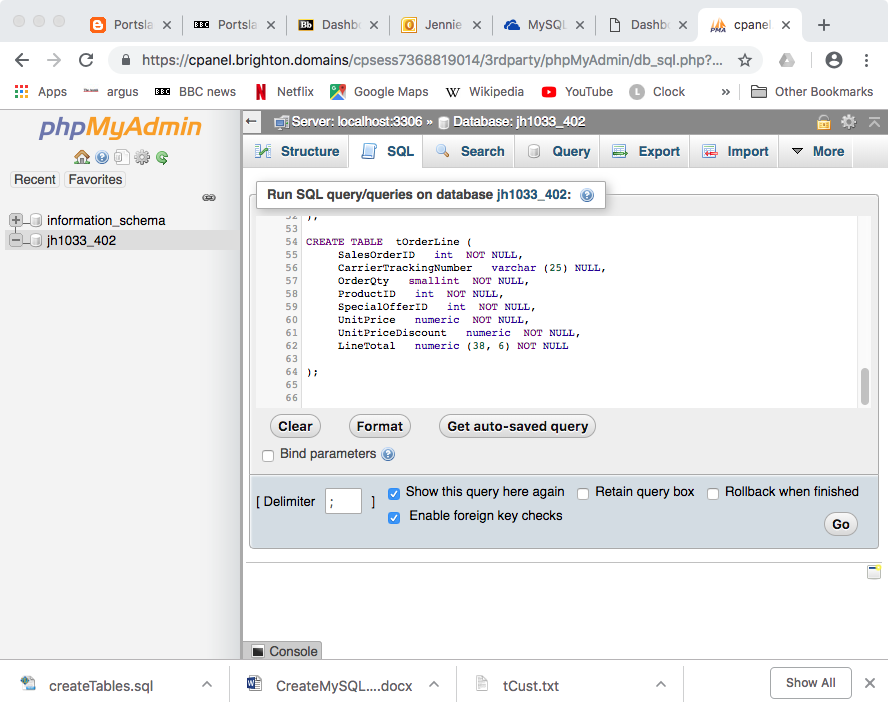 Portsla
BBC Portsla
Bb Dashb
Jennie
MySQL
Dashb
PMA cpanel
https://cpanel.brighton.domains/cpsess7368819014/3rdparty/phpMyAdmin/db_sql.php?...
Apps argus BBC BBC news N Netflix Google Maps W Wikipedia YouTube L Clock » Other Bookmarks
phpMyAdmin
Recent Favorites
information_schema
jh1033_402
Server: localhost:3306 » Database: jh1033_402
Structure SQL Search Query Export Import More
Run SQL query/queries on database jh1033_402:
52 );
53
54 CREATE TABLE tOrderLine (
55 SalesOrderID int NOT NULL,
56 CarrierTrackingNumber varchar (25) NULL,
57 OrderQty smallint NOT NULL,
58 ProductID int NOT NULL,
59 SpecialOfferID int NOT NULL,
60 UnitPrice numeric NOT NULL,
61 UnitPriceDiscount numeric NOT NULL,
62 LineTotal numeric (38, 6) NOT NULL
63
64 );
65
66
Clear Format Get auto-saved query
Bind parameters
[ Delimiter ; ]
Show this query here again Retain query box Rollback when finished
Enable foreign key checks
Go
Console
createTables.sql CreateMySQL....docx tCust.txt Show All